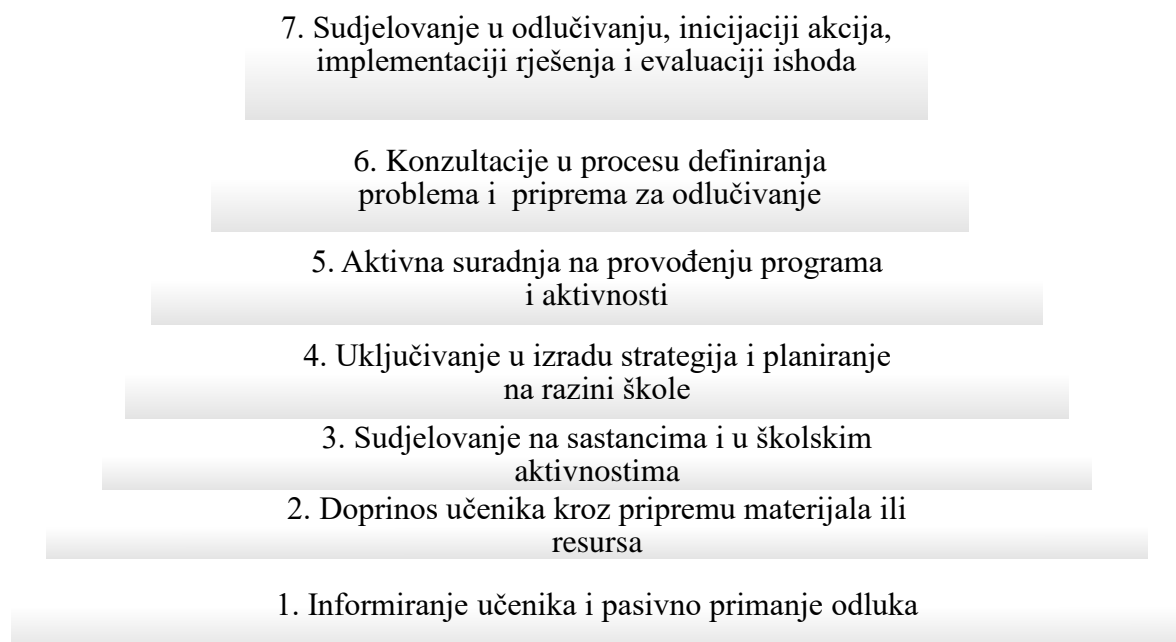 7. Sudjelovanje u odlučivanju, inicijaciji akcija,
implementaciji rješenja i evaluaciji ishoda
6. Konzultacije u procesu definiranja
problema i  priprema za odlučivanje
5. Aktivna suradnja na provođenju programa
i aktivnosti
4. Uključivanje u izradu strategija i planiranje
na razini škole
3. Sudjelovanje na sastancima i u školskim
aktivnostima
2. Doprinos učenika kroz pripremu materijala ili
resursa
1. Informiranje učenika i pasivno primanje odluka